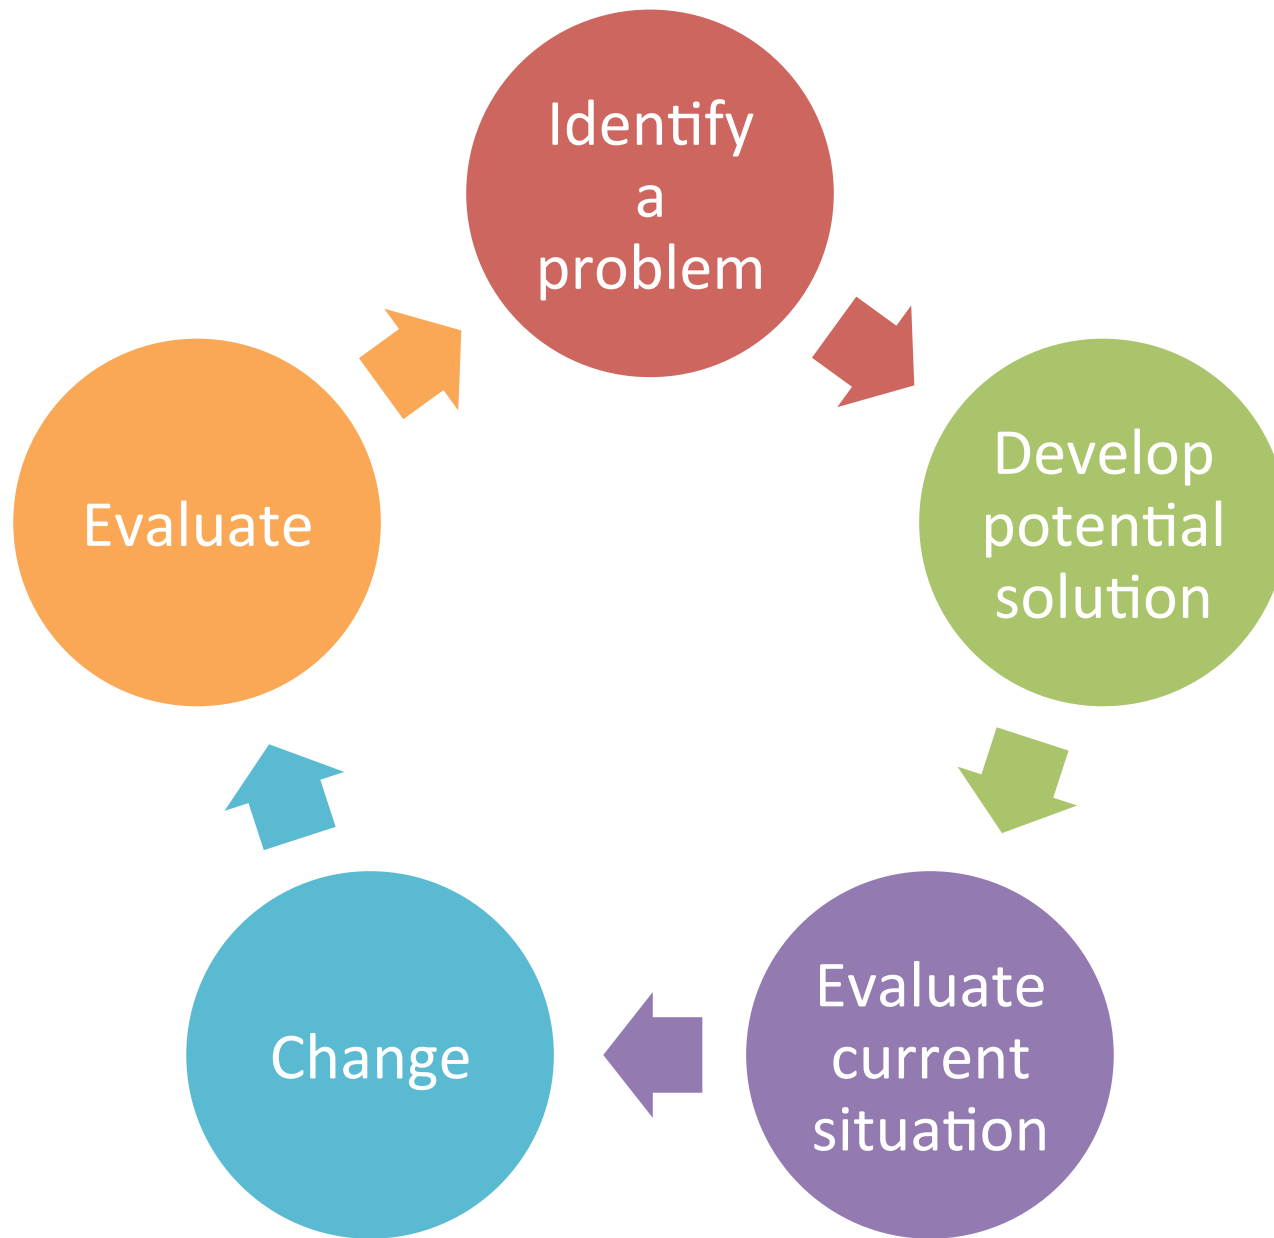 Identify
a
problem
Develop
potential
solution
Evaluate
current
situation
Change
Evaluate